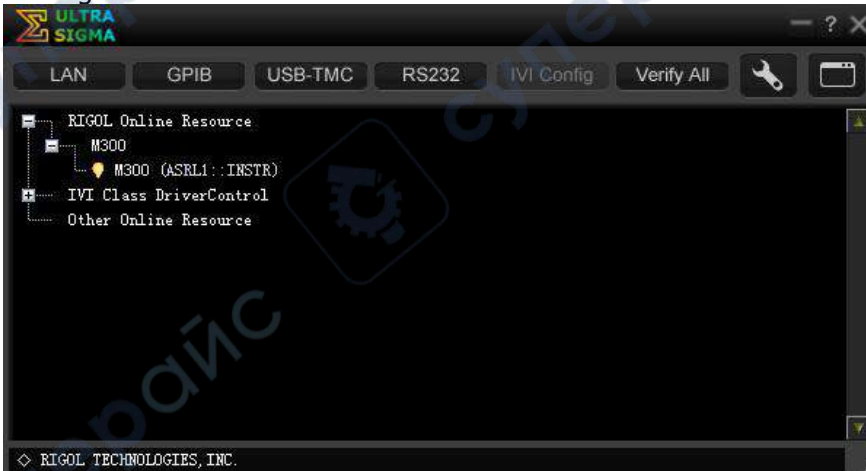 ULTRA
SIGMA
LAN GPIB USB-TMC RS232 IVI Config Verify All
RIGOL Online Resource
M300
M300 (ASRL1::INSTR)
IVI Class DriverControl
Other Online Resource
RIGOL TECHNOLOGIES, INC.